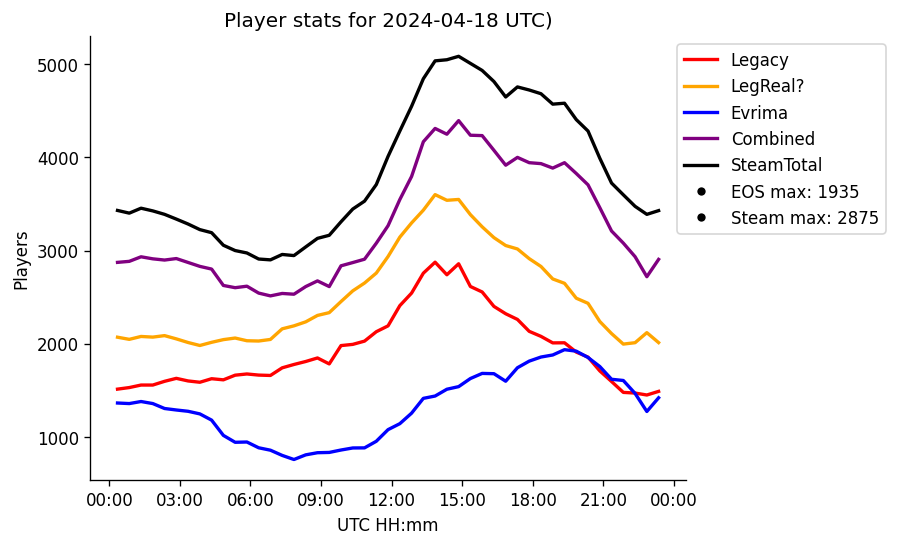 Player stats for 2024-04-18 UTC)
Legacy
LegReal?
Evrima
Combined
SteamTotal
EOS max: 1935
Steam max: 2875
Players
5000
4000
3000
2000
1000
00:00 03:00 06:00 09:00 12:00 15:00 18:00 21:00 00:00
UTC HH:mm